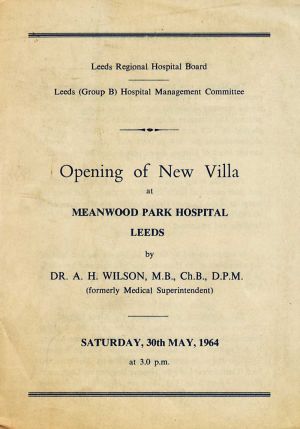 Leeds Regional Hospital Board
Leeds (Group B) Hospital Management Committee
Opening of New Villa
at
MEANWOOD PARK HOSPITAL
LEEDS
by
DR. A. H. WILSON, M.B., Ch.B., D.P.M.
(formerly Medical Superintendent)
SATURDAY, 30th MAY, 1964
at 3.0 p.m.